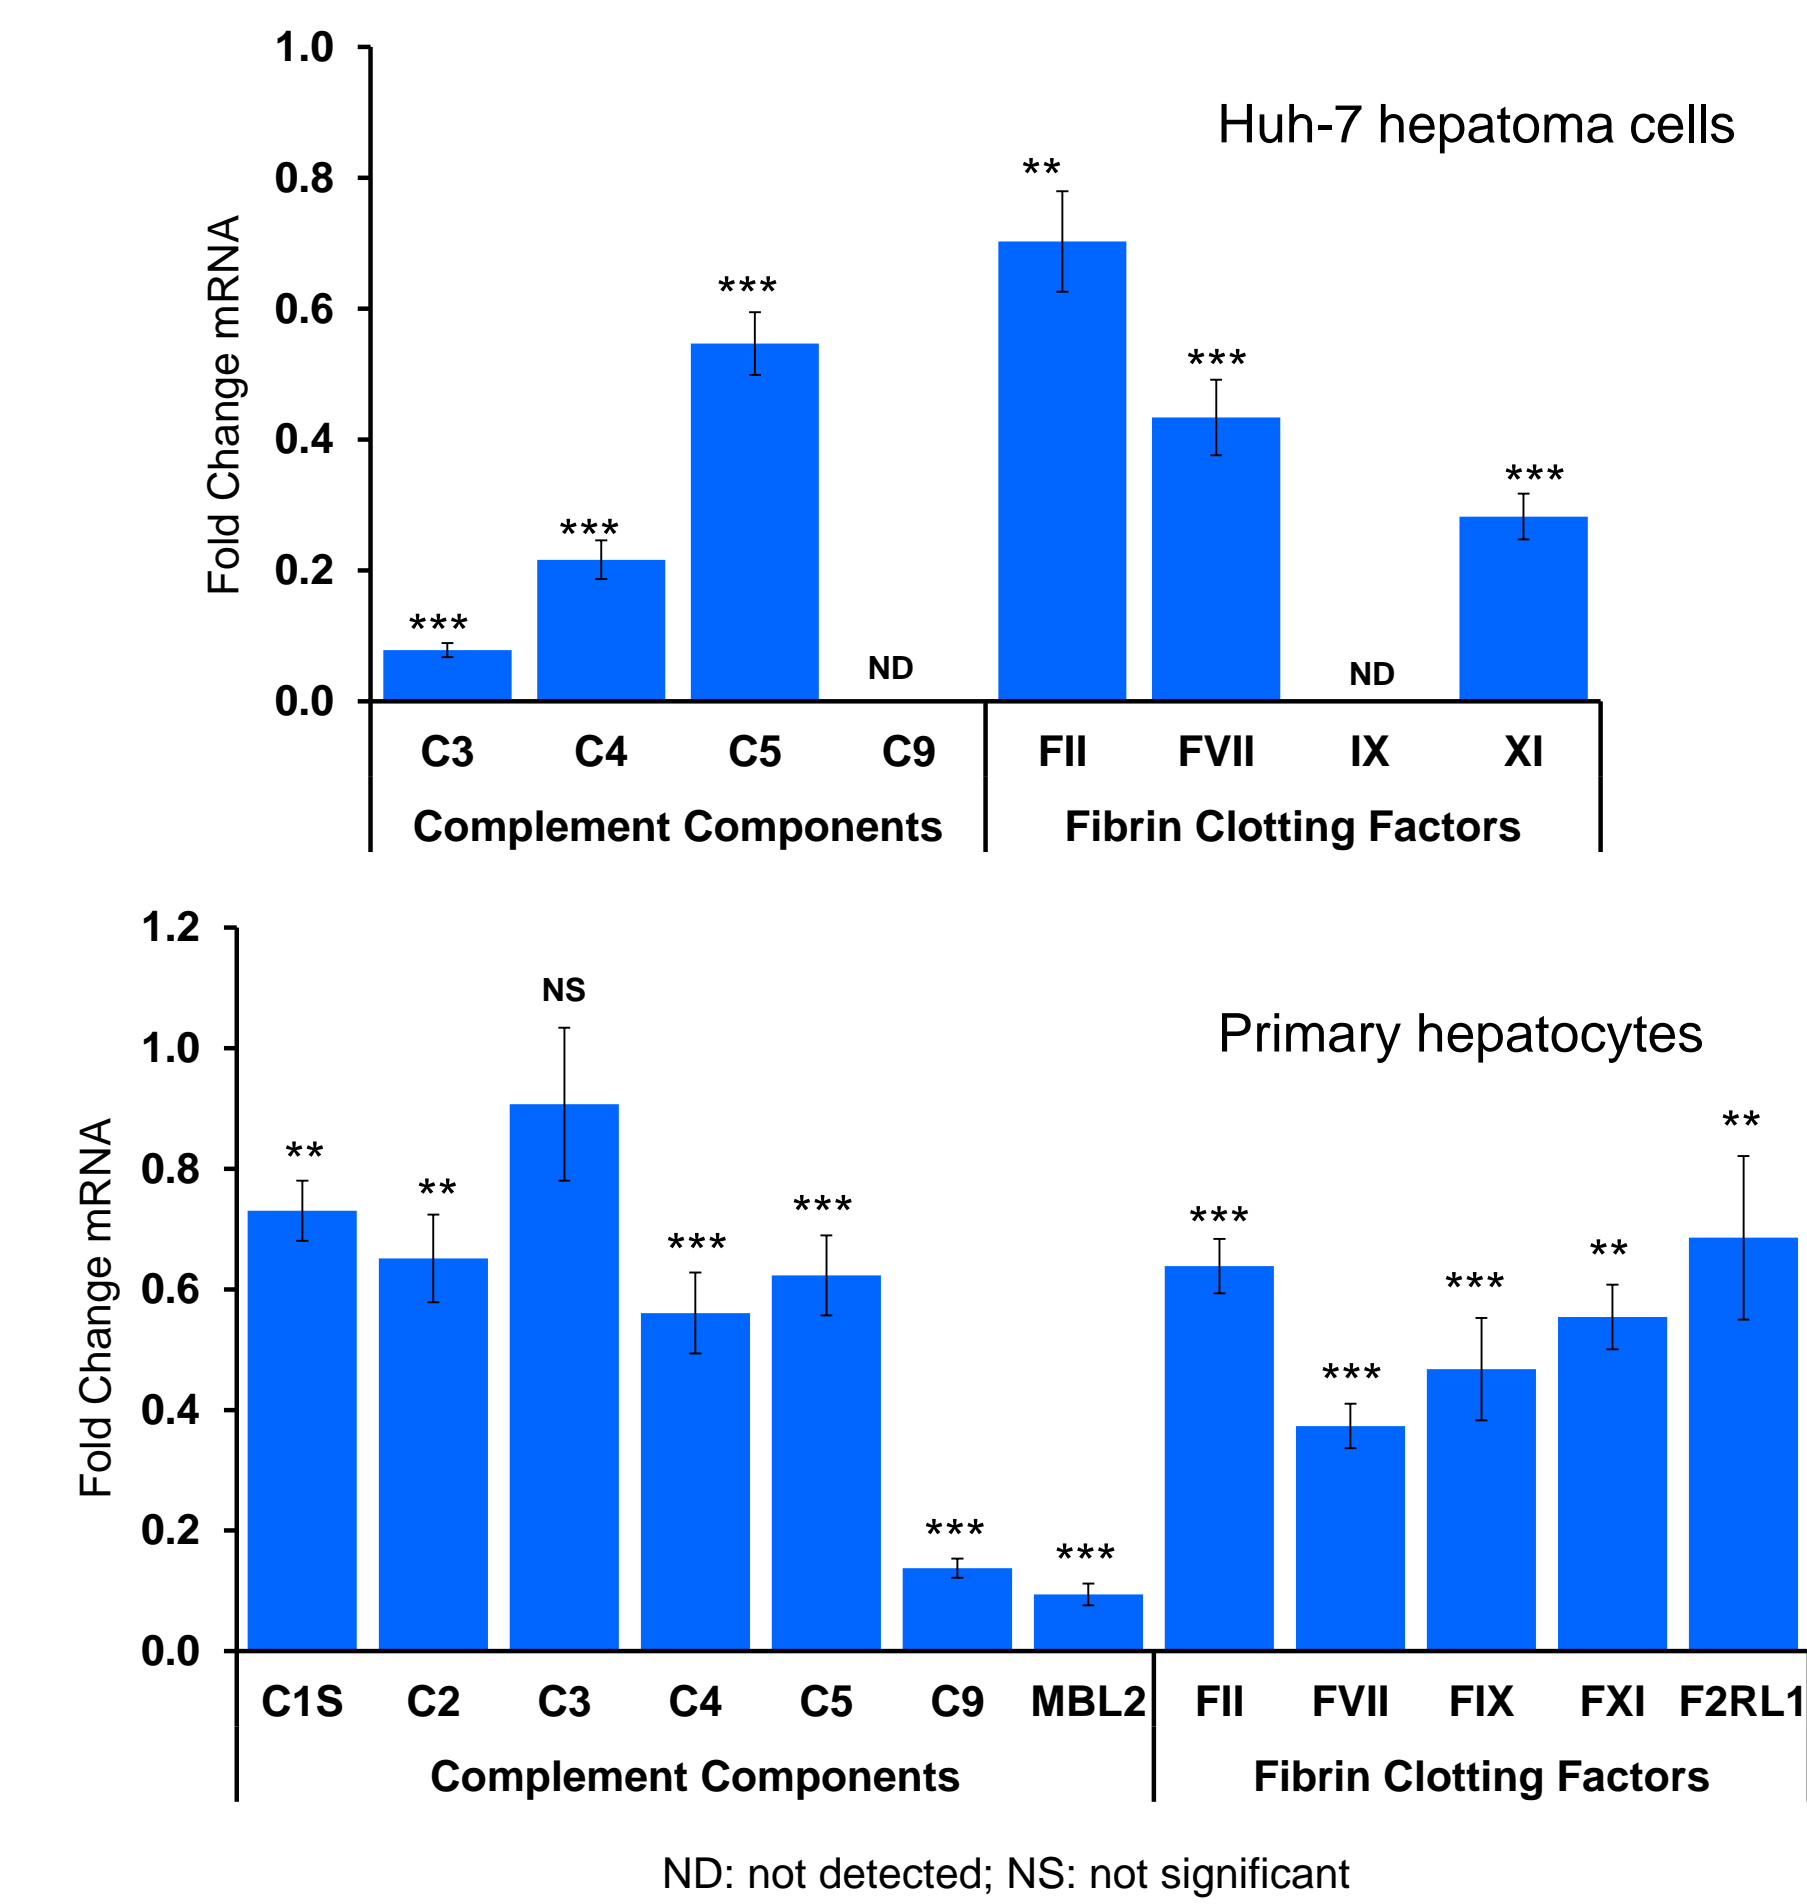 1.0
Huh-7 hepatoma cells
**
0.8
***
0.6
***
0.4
***
***
0.2
***
ND
ND
0.0
Fold Change mRNA
C3 C4 C5 C9 FII FVII IX XI
Complement Components Fibrin Clotting Factors
1.2
NS
Primary hepatocytes
1.0
**
**
0.8
**
***
***
***
**
0.6
***
***
0.4
0.2
***
***
0.0
Fold Change mRNA
C1S C2 C3 C4 C5 C9 MBL2 FII FVII FIX FXI F2RL1
Complement Components Fibrin Clotting Factors
ND: not detected; NS: not significant